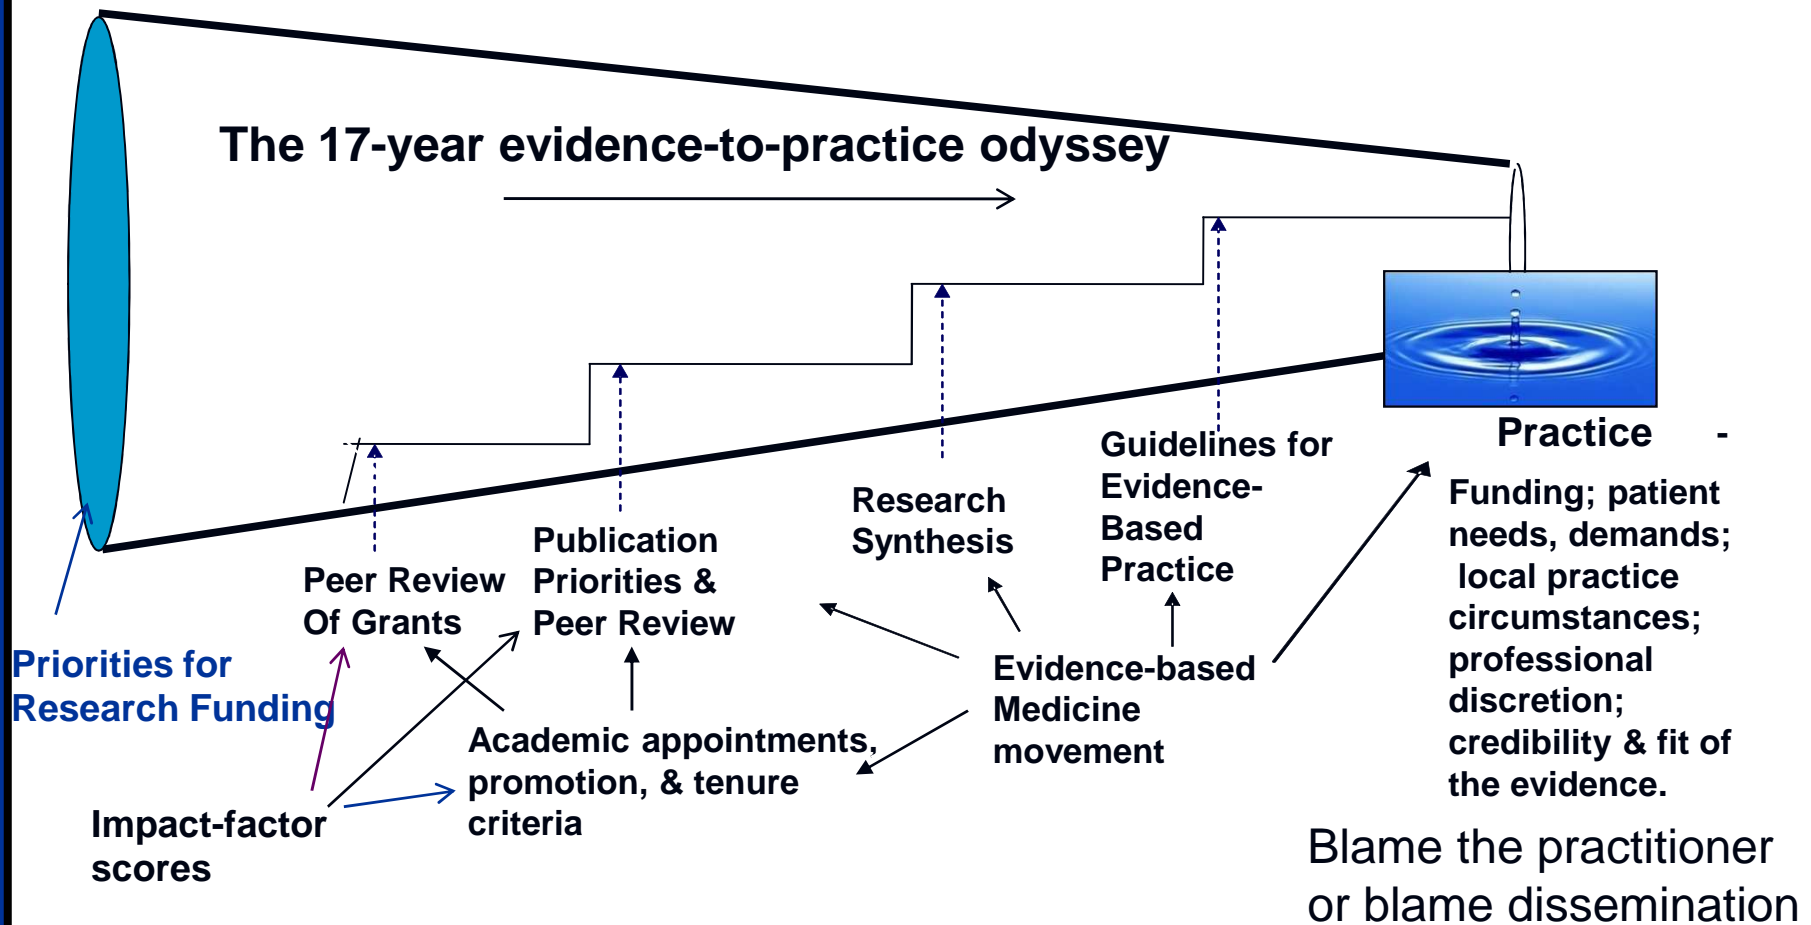 The 17-year evidence-to-practice odyssey
Priorities for
Research Funding
Peer Review
Of Grants
Publication
Priorities &
Peer Review
Research
Synthesis
Guidelines for
Evidence-
Based
Practice
Practice -
Funding; patient
needs, demands;
local practice
circumstances;
professional
discretion;
credibility & fit of
the evidence.
Impact-factor
scores
Academic appointments,
promotion, & tenure
criteria
Evidence-based
Medicine
movement
Blame the practitioner
or blame dissemination